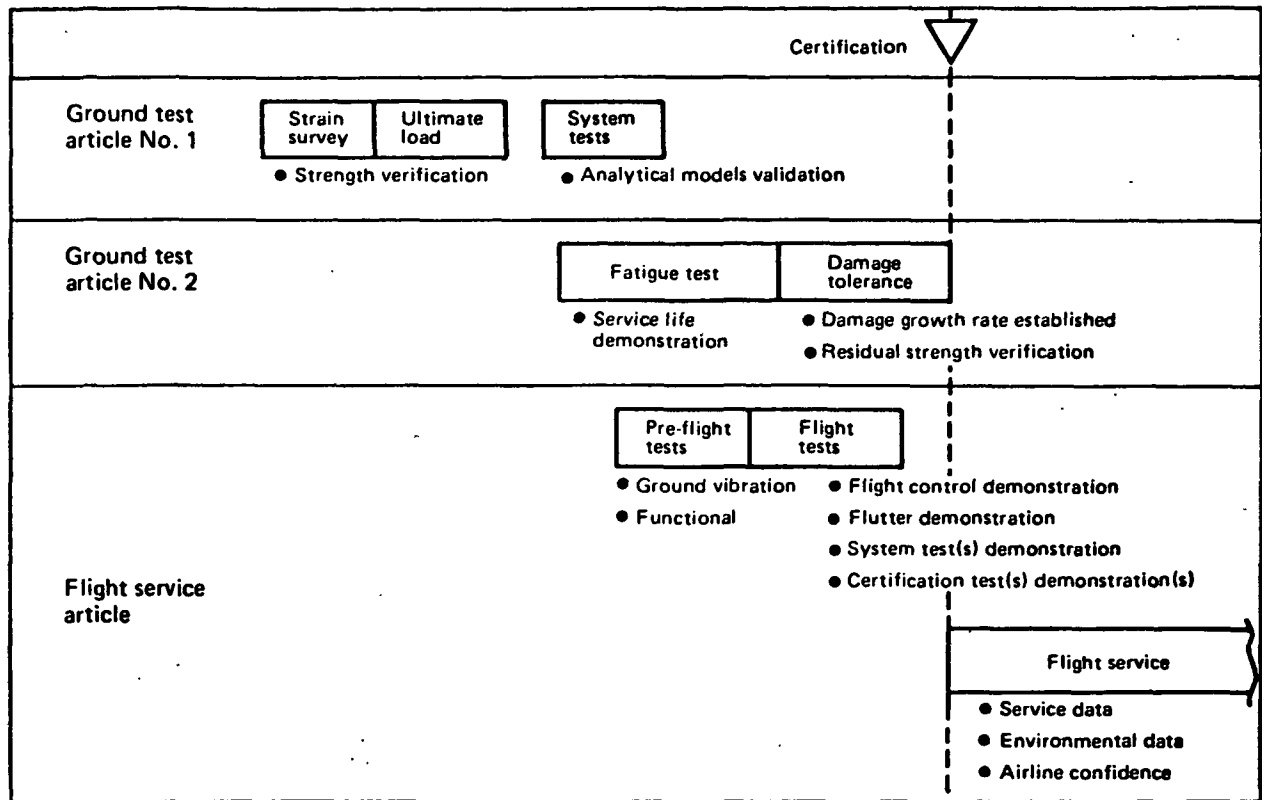 Certification
Ground test
article No. 1
Strain
survey
Ultimate
load
System
tests
● Strength verification
● Analytical models validation
Ground test
article No. 2
Fatigue test
Damage
tolerance
● Service life
demonstration
● Damage growth rate established
● Residual strength verification
Flight service
article
Pre-flight
tests
Flight
tests
● Ground vibration
● Functional
● Flight control demonstration
● Flutter demonstration
● System test(s) demonstration
● Certification test(s) demonstration(s)
Flight service
● Service data
● Environmental data
● Airline confidence